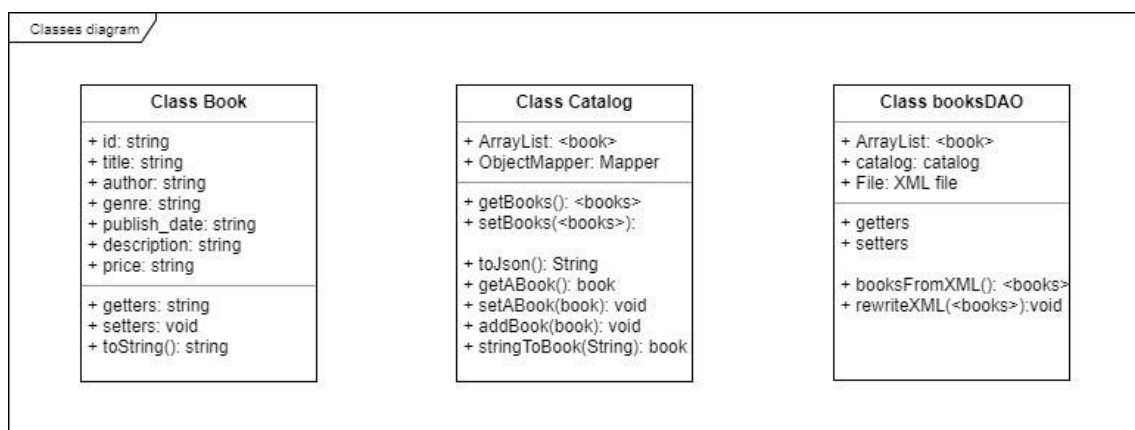 Classes diagram
Class Book
+ id: string
+ title: string
+ author: string
+ genre: string
+ publish_date: string
+ description: string
+ price: string
+ getters: string
+ setters: void
+ toString(): string
Class Catalog
+ ArrayList: <book>
+ ObjectMapper: Mapper
+ getBooks(): <books>
+ setBooks(<books>):
+ toJson(): String
+ getABook(): book
+ setABook(book): void
+ addBook(book): void
+ stringToBook(String): book
Class booksDAO
+ ArrayList: <book>
+ catalog: catalog
+ File: XML file
+ getters
+ setters
+ booksFromXML(): <books>
+ rewriteXML(<books>):void